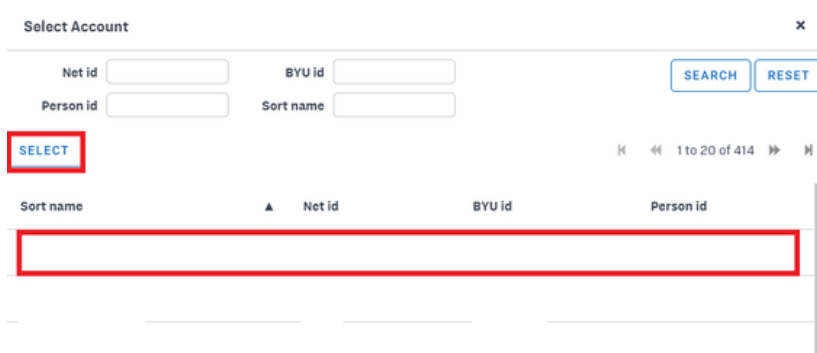 Select Account ×
Net id BYU id SEARCH RESET
Person id Sort name
SELECT 1 to 20 of 414
Sort name ▲ Net id BYU id Person id